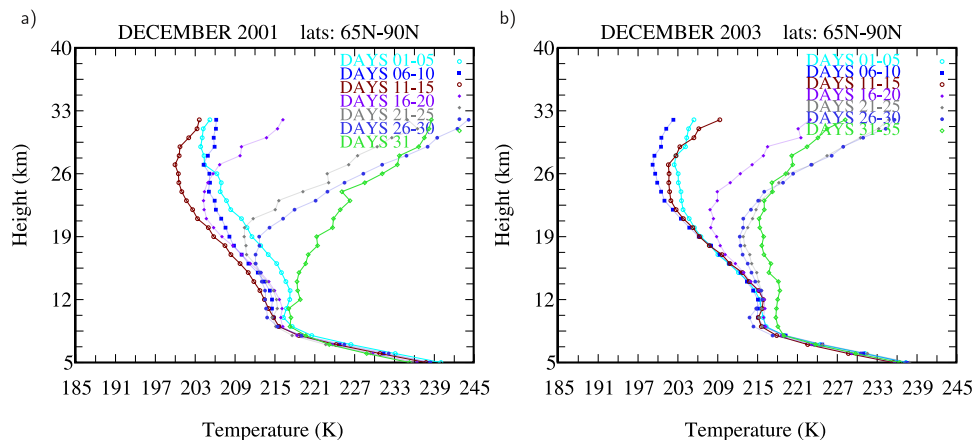 a)
DECEMBER 2001 lats: 65N-90N
40
33
26
19
12
5
Height (km)
DAYS 01-05
DAYS 06-10
DAYS 11-15
DAYS 16-20
DAYS 21-25
DAYS 26-30
DAYS 31
185 191 197 203 209 215 221 227 233 239 245
Temperature (K)
b)
DECEMBER 2003 lats: 65N-90N
40
33
26
19
12
5
Height (km)
DAYS 01-05
DAYS 06-10
DAYS 11-15
DAYS 16-20
DAYS 21-25
DAYS 26-30
DAYS 31-35
185 191 197 203 209 215 221 227 233 239 245
Temperature (K)